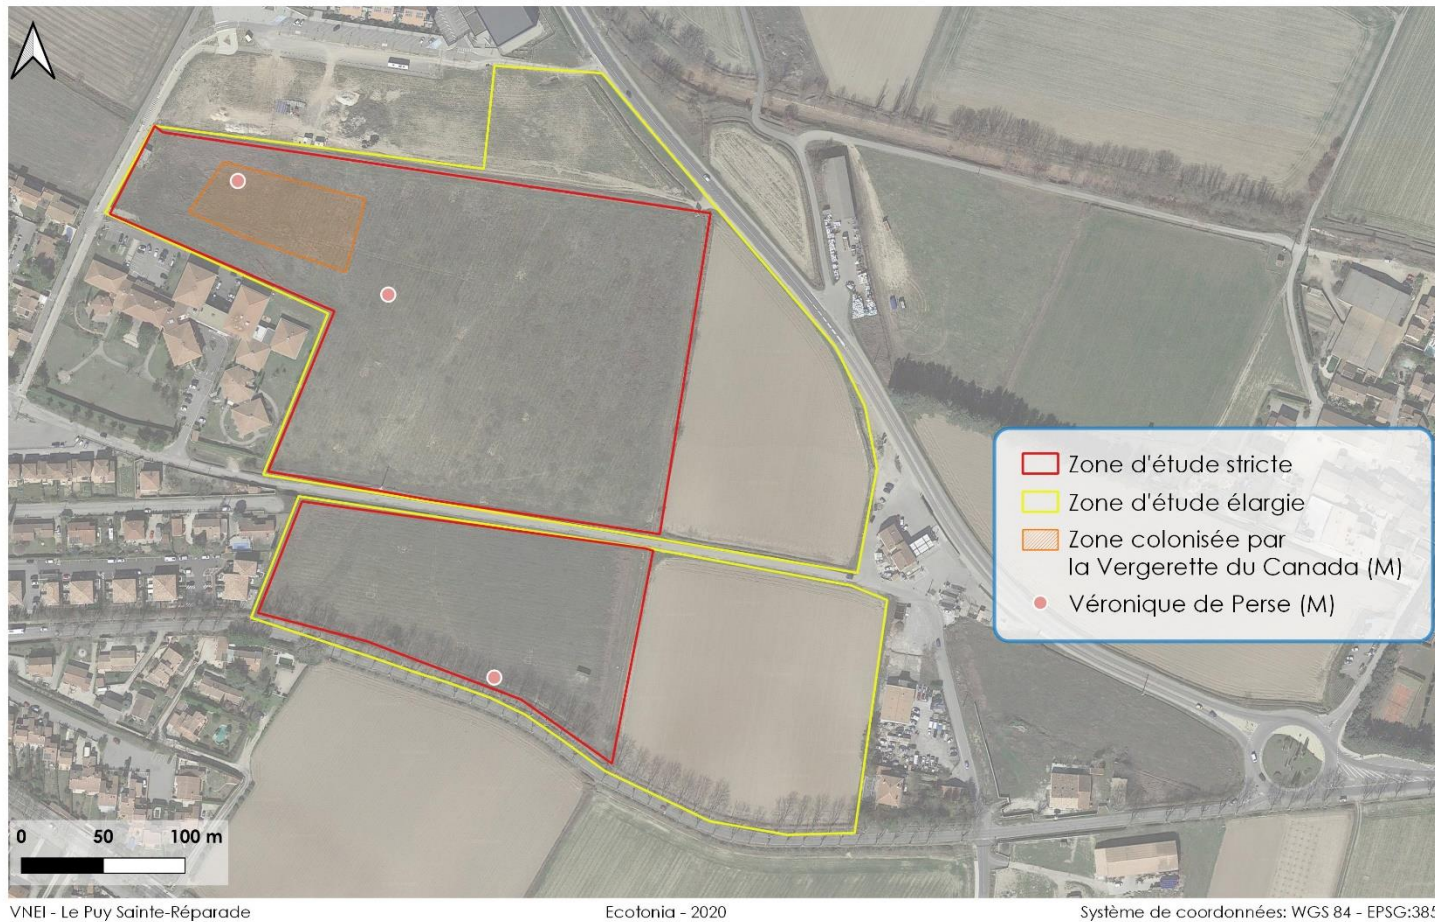 Zone d'étude stricte
Zone d'étude élargie
Zone colonisée par
la Vergerette du Canada (M)
Véronique de Perse (M)
0 50 100 m
VNEI - Le Puy Sainte-Réparade
Ecotonia - 2020
Système de coordonnées: WGS 84 - EPSG:385